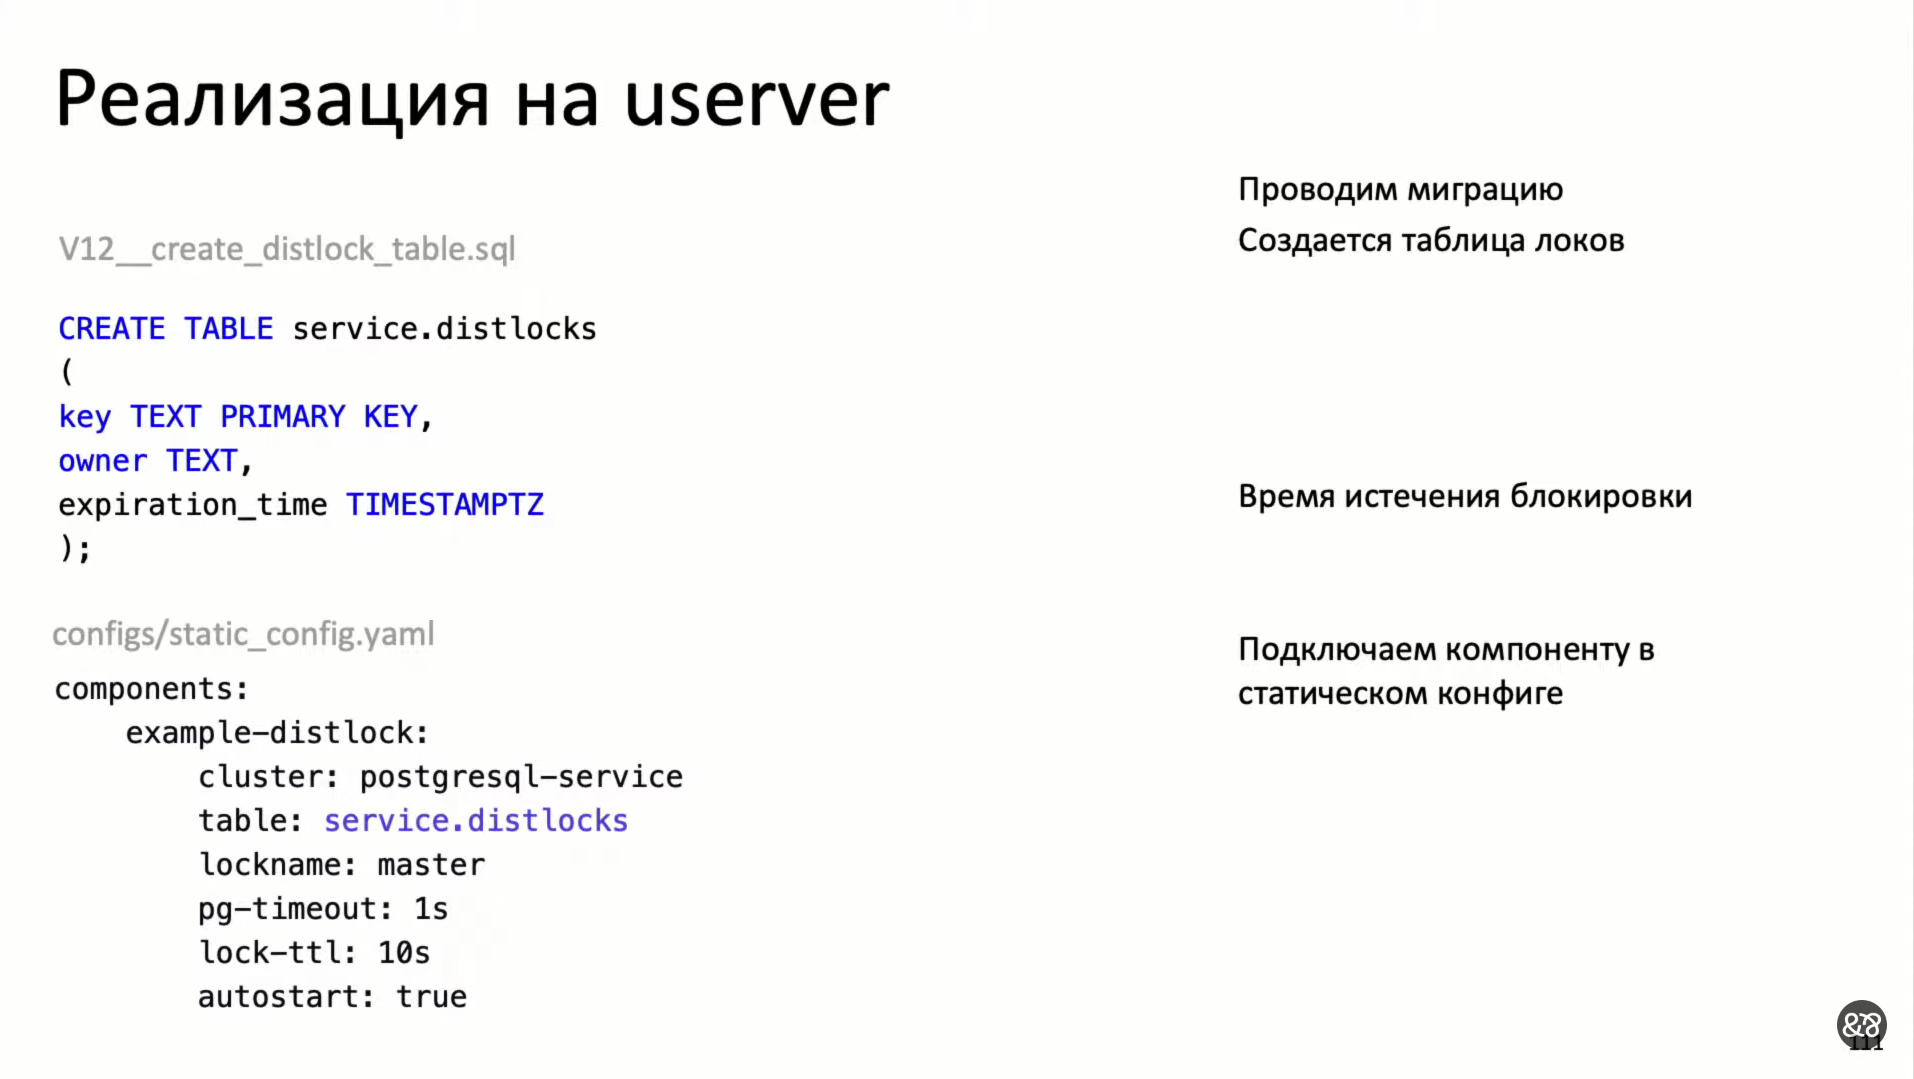 Реализация на userver
Проводим миграцию
Создается таблица локов
V12__create_distlock_table.sql
CREATE TABLE service.distlocks
(
key TEXT PRIMARY KEY,
owner TEXT,
expiration_time TIMESTAMPTZ
);
Время истечения блокировки
configs/static_config.yaml
Подключаем компоненту в
статическом конфиге
components:
    example-distlock:
        cluster: postgresql-service
        table: service.distlocks
        lockname: master
        pg-timeout: 1s
        lock-ttl: 10s
        autostart: true
111